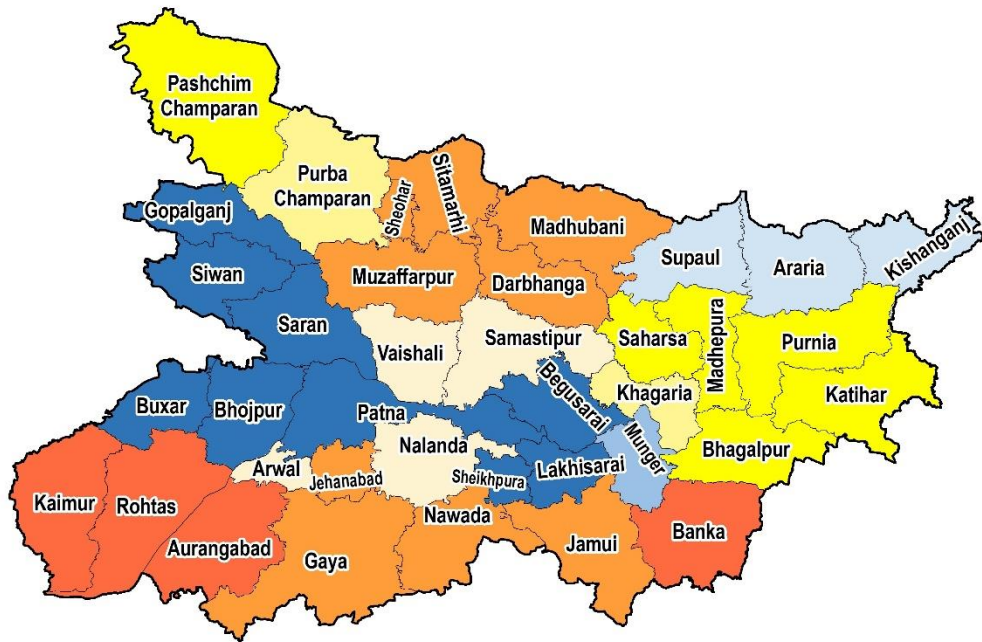 Pashchim
Champaran
Purba
Champaran
Sheohar
Sitamarhi
Madhubani
Gopalganj
Supaul
Araria
Kishanganj
Siwan
Muzaffarpur
Darbhanga
Saran
Vaishali
Samastipur
Saharsa
Madhepura
Purnia
Begusarai
Khagaria
Katihar
Buxar
Bhojpur
Patna
Nalanda
Munger
Bhagalpur
Arwal
Jehanabad
Sheikhpura
Lakhisarai
Kaimur
Rohtas
Nawada
Banka
Aurangabad
Gaya
Jamui